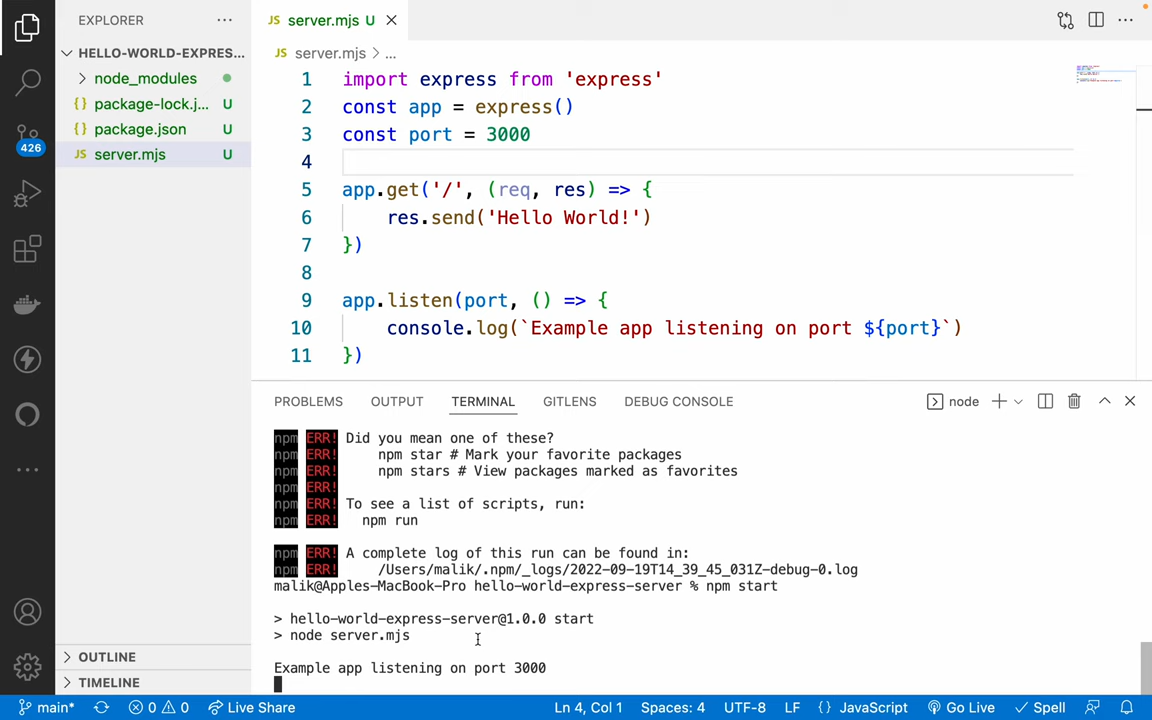 EXPLORER
HELLO-WORLD-EXPRES...
node_modules
{} package-lock.j... U
{} package.json U
JS server.mjs U
426
OUTLINE
TIMELINE
JS server.mjs U
JS server.mjs > ...
1 import express from 'express'
2 const app = express()
3 const port = 3000
4
5 app.get('/', (req, res) => {
6 res.send('Hello World!')
7 })
8
9 app.listen(port, () => {
10 console.log(`Example app listening on port ${port}`)
11 })
PROBLEMS OUTPUT TERMINAL GITLENS DEBUG CONSOLE node
npm ERR! Did you mean one of these?
npm ERR! npm star # Mark your favorite packages
npm ERR! npm stars # View packages marked as favorites
npm ERR!
npm ERR! To see a list of scripts, run:
npm ERR! npm run
npm ERR! A complete log of this run can be found in:
npm ERR! /Users/malik/.npm/_logs/2022-09-19T14_39_45_031Z-debug-0.log
malik@Apples-MacBook-Pro hello-world-express-server % npm start
> hello-world-express-server@1.0.0 start
> node server.mjs
Example app listening on port 3000
main* 0 0 Live Share Ln 4, Col 1 Spaces: 4 UTF-8 LF {} JavaScript Go Live Spell